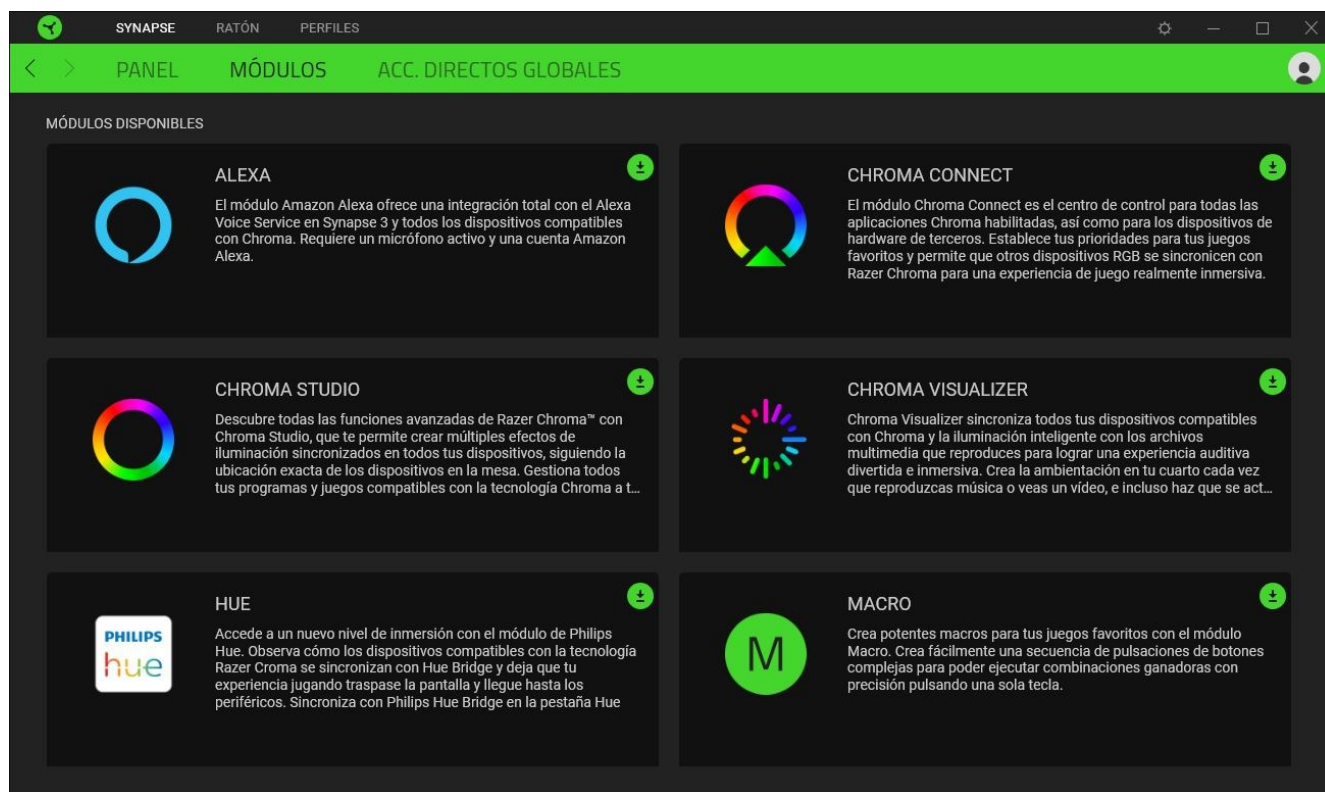 SYNAPSE RATÓN PERFILES
PANEL MÓDULOS ACC. DIRECTOS GLOBALES
MÓDULOS DISPONIBLES
ALEXA
El módulo Amazon Alexa ofrece una integración total con el Alexa
Voice Service en Synapse 3 y todos los dispositivos compatibles
con Chroma. Requiere un micrófono activo y una cuenta Amazon
Alexa.
CHROMA CONNECT
El módulo Chroma Connect es el centro de control para todas las
aplicaciones Chroma habilitadas, así como para los dispositivos de
hardware de terceros. Establece tus prioridades para tus juegos
favoritos y permite que otros dispositivos RGB se sincronicen con
Razer Chroma para una experiencia de juego realmente inmersiva.
CHROMA STUDIO
Descubre todas las funciones avanzadas de Razer Chroma™ con
Chroma Studio, que te permite crear múltiples efectos de
iluminación sincronizados en todos tus dispositivos, siguiendo la
ubicación exacta de los dispositivos en la mesa. Gestiona todos
tus programas y juegos compatibles con la tecnología Chroma a t...
CHROMA VISUALIZER
Chroma Visualizer sincroniza todos tus dispositivos compatibles
con Chroma y la iluminación inteligente con los archivos
multimedia que reproduces para lograr una experiencia auditiva
divertida e inmersiva. Crea la ambientación en tu cuarto cada vez
que reproduzcas música o veas un vídeo, e incluso haz que se act...
PHILIPS
hue
HUE
Accede a un nuevo nivel de inmersión con el módulo de Philips
Hue. Observa cómo los dispositivos compatibles con la tecnología
Razer Croma se sincronizan con Hue Bridge y deja que tu
experiencia jugando traspase la pantalla y llegue hasta los
periféricos. Sincroniza con Philips Hue Bridge en la pestaña Hue
M
MACRO
Crea potentes macros para tus juegos favoritos con el módulo
Macro. Crea fácilmente una secuencia de pulsaciones de botones
complejas para poder ejecutar combinaciones ganadoras con
precisión pulsando una sola tecla.